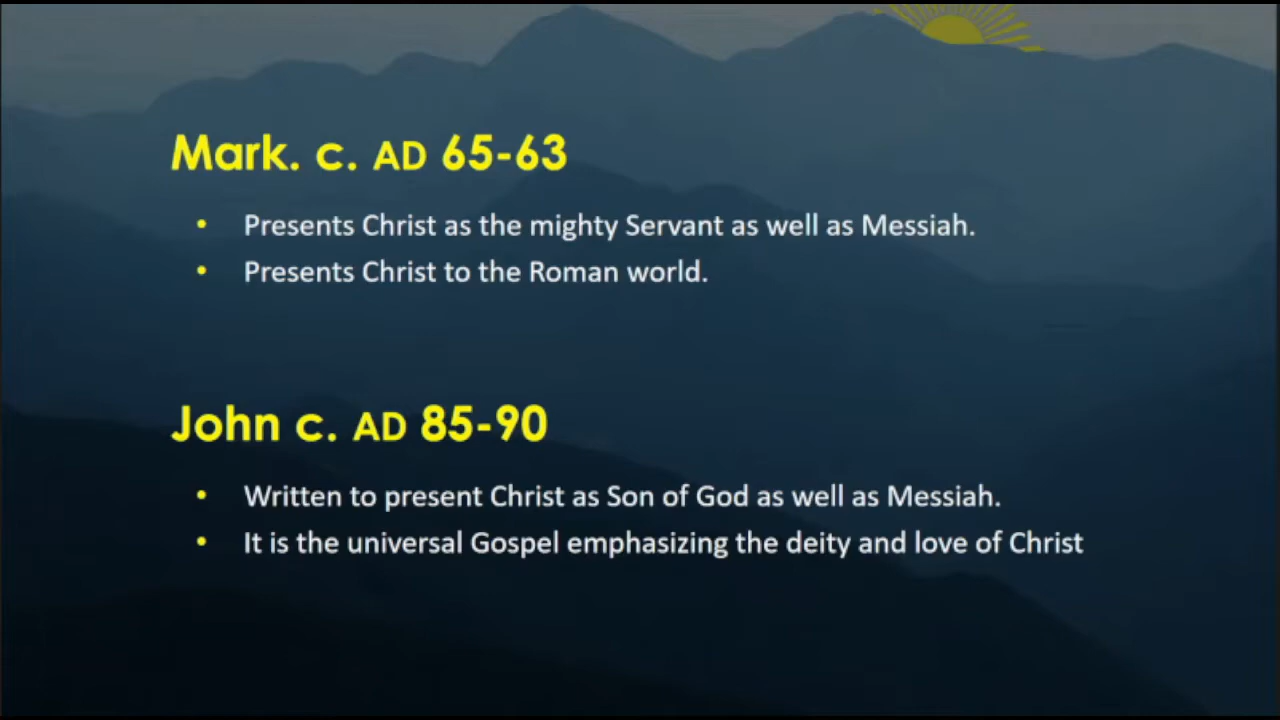 Mark. c. AD 65-63
• Presents Christ as the mighty Servant as well as Messiah.
• Presents Christ to the Roman world.
John c. AD 85-90
• Written to present Christ as Son of God as well as Messiah.
• It is the universal Gospel emphasizing the deity and love of Christ